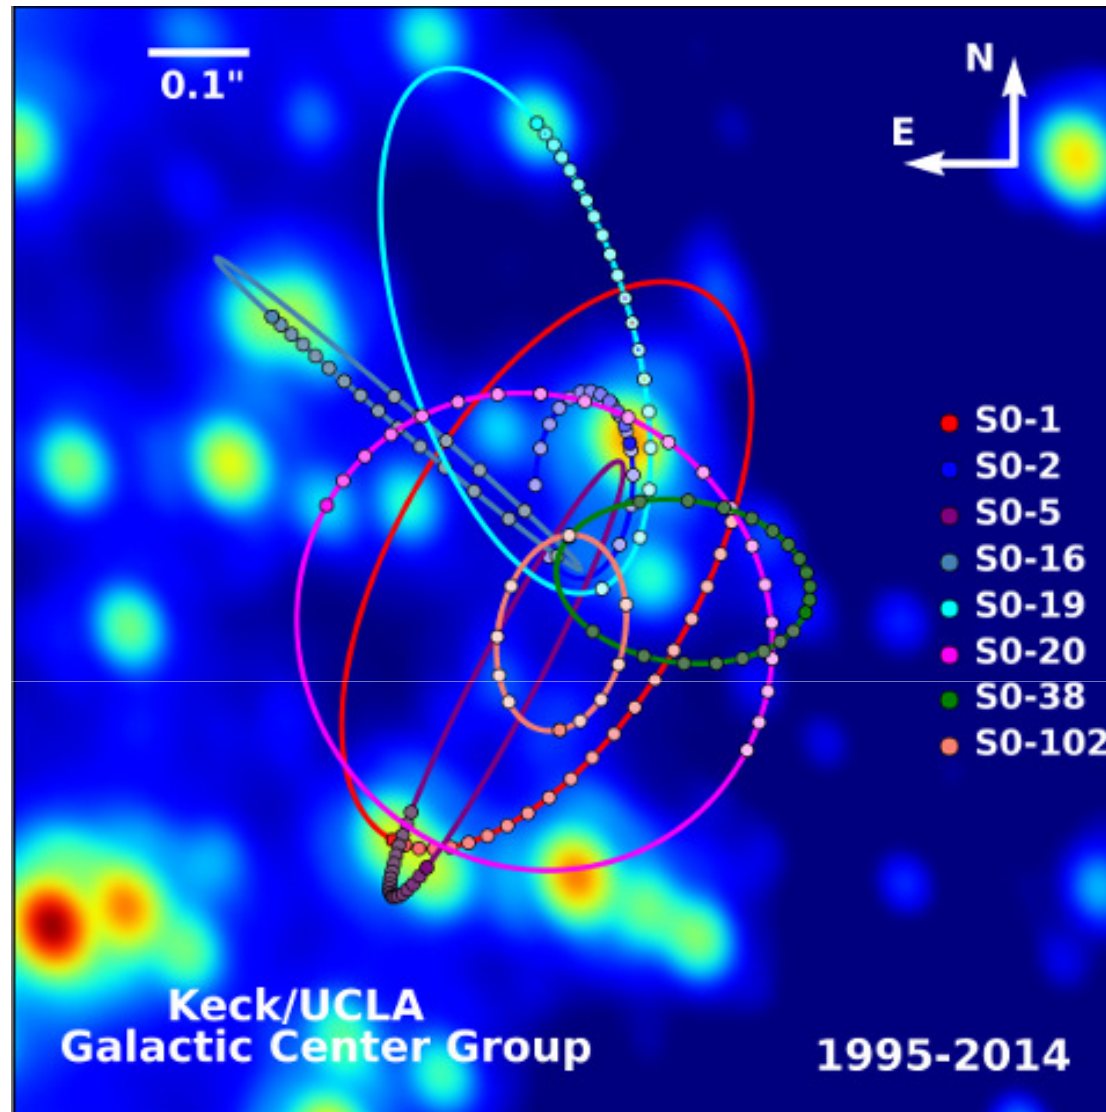 0.1"
N
E
S0-1
S0-2
S0-5
S0-16
S0-19
S0-20
S0-38
S0-102
Keck/UCLA
Galactic Center Group
1995-2014